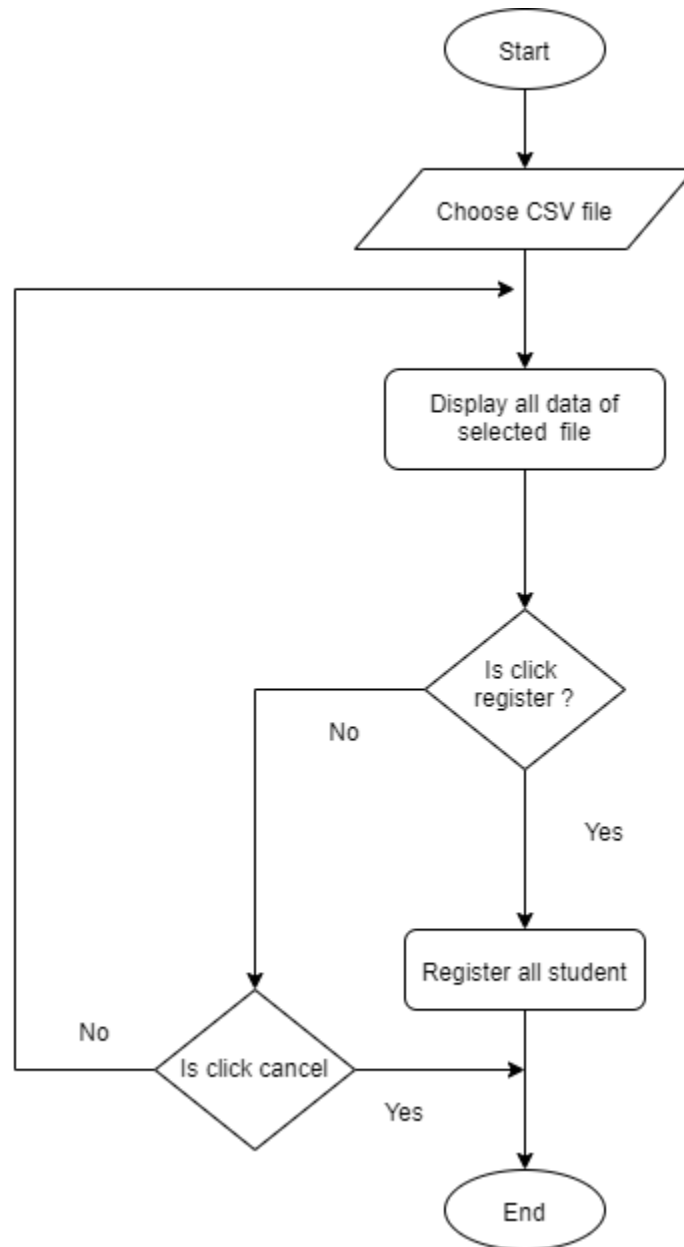 Start
Choose CSV file
Display all data of
selected file
Is click
register ?
No
Yes
Register all student
No
Is click cancel
Yes
End